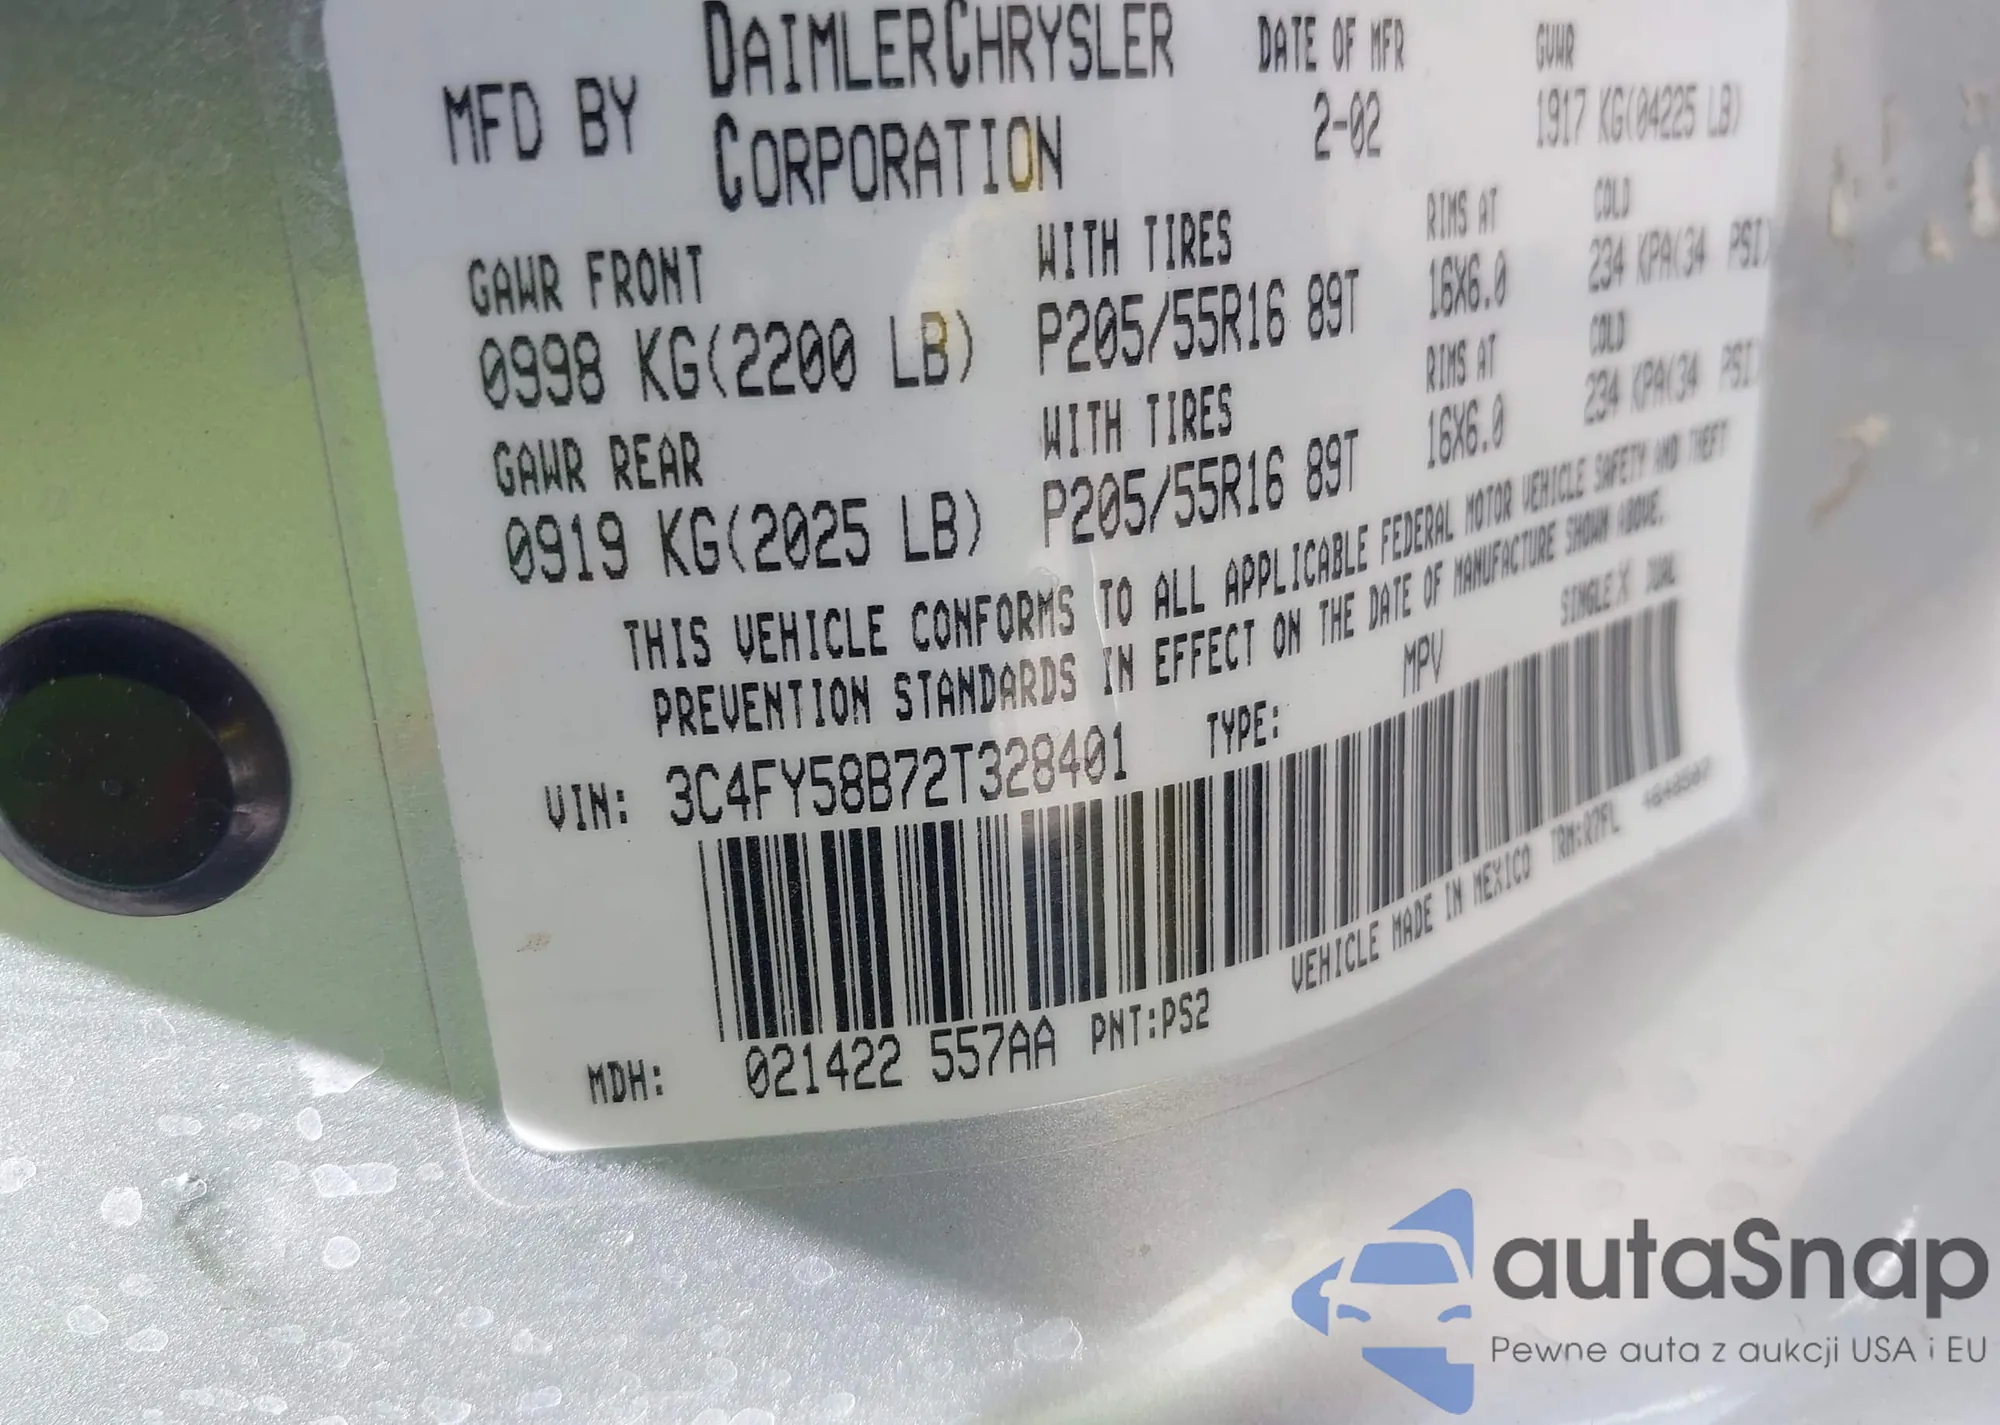 MFD BY DAIMLERCHRYSLER CORPORATION
DATE OF MFR
2-02
GVWR
1917 KG(04225 LB)
GAWR FRONT
0998 KG(2200 LB)
WITH TIRES
P205/55R16 89T
RIMS AT
16X6.0
COLD
234 KPA(34 PSI)
GAWR REAR
0919 KG(2025 LB)
WITH TIRES
P205/55R16 89T
RIMS AT
16X6.0
COLD
234 KPA(34 PSI)
THIS VEHICLE CONFORMS TO ALL APPLICABLE FEDERAL MOTOR VEHICLE SAFETY AND THEFT
PREVENTION STANDARDS IN EFFECT ON THE DATE OF MANUFACTURE SHOWN ABOVE.
VIN: 3C4FY58B72T328401 TYPE: MPV SINGLE X DUAL
MDH: 021422 557AA PNT:PS2 VEHICLE MADE IN MEXICO TRM:Q7FL
autaSnap
Pewne auta z aukcji USA i EU